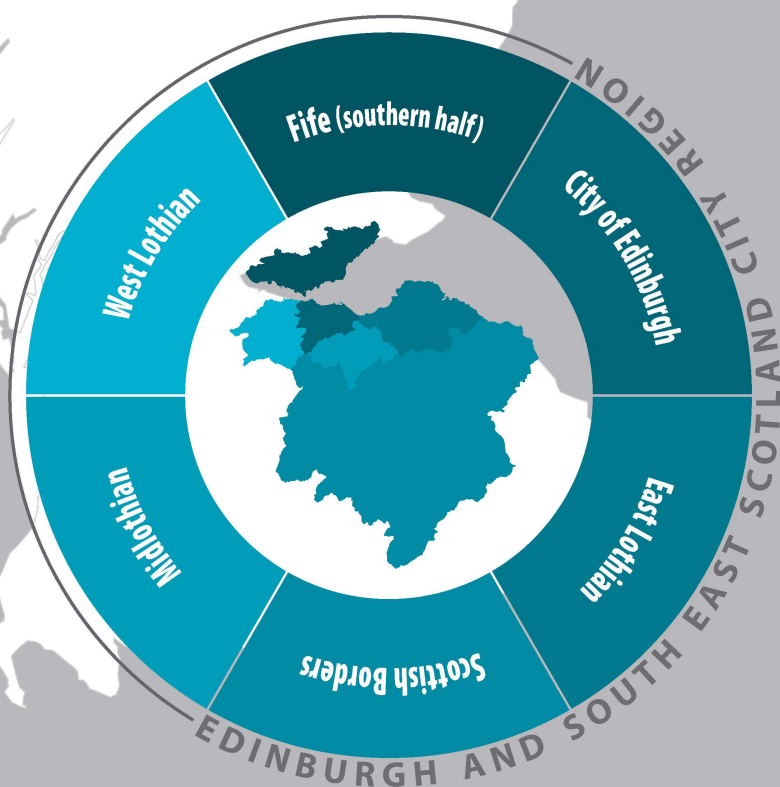 Fife (southern half)
City of Edinburgh
East Lothian
Scottish Borders
Midlothian
West Lothian
EDINBURGH AND SOUTH EAST SCOTLAND CITY REGION